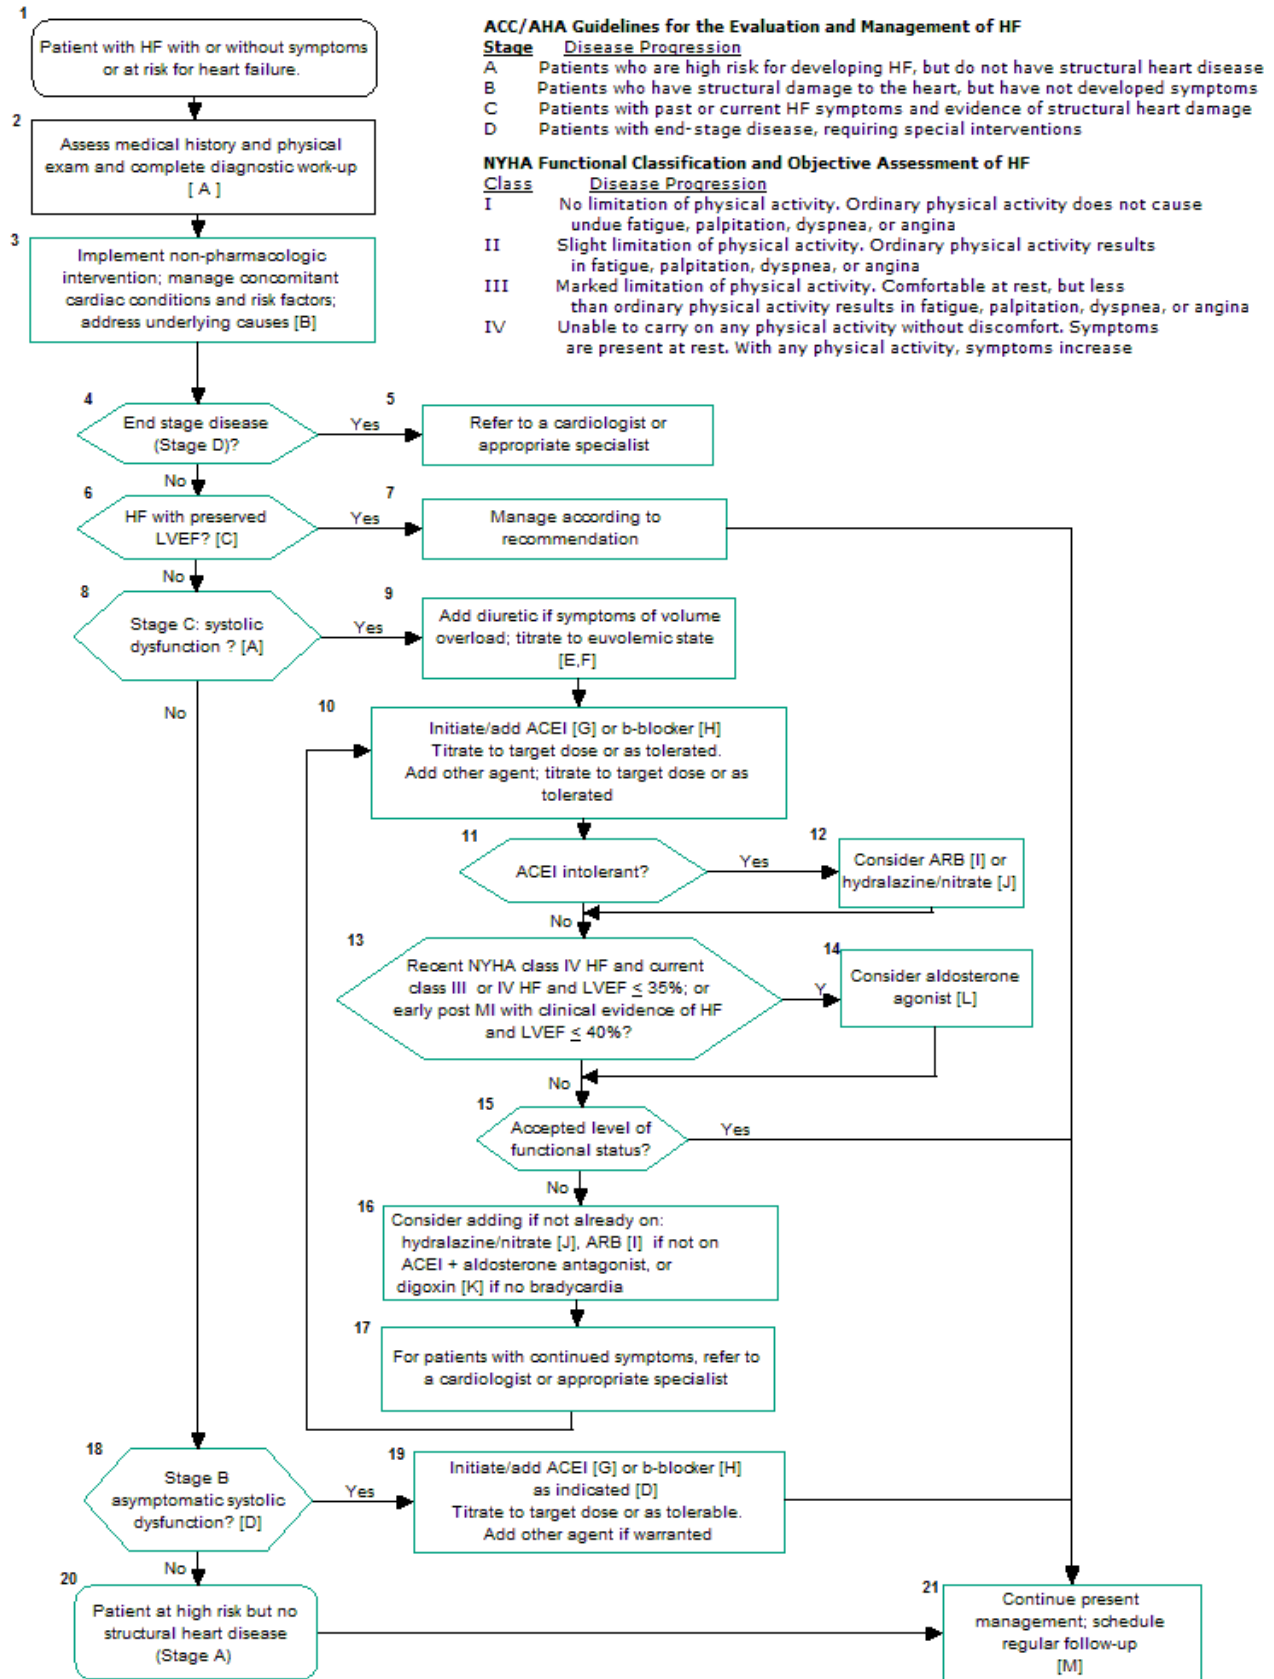 1
Patient with HF with or without symptoms
or at risk for heart failure.
ACC/AHA Guidelines for the Evaluation and Management of HF
Stage Disease Progression
A Patients who are high risk for developing HF, but do not have structural heart disease
B Patients who have structural damage to the heart, but have not developed symptoms
C Patients with past or current HF symptoms and evidence of structural heart damage
D Patients with end-stage disease, requiring special interventions
NYHA Functional Classification and Objective Assessment of HF
Class Disease Progression
I No limitation of physical activity. Ordinary physical activity does not cause
undue fatigue, palpitation, dyspnea, or angina
II Slight limitation of physical activity. Ordinary physical activity results
in fatigue, palpitation, dyspnea, or angina
III Marked limitation of physical activity. Comfortable at rest, but less
than ordinary physical activity results in fatigue, palpitation, dyspnea, or angina
IV Unable to carry on any physical activity without discomfort. Symptoms
are present at rest. With any physical activity, symptoms increase
2
Assess medical history and physical
exam and complete diagnostic work-up
[ A ]
3
Implement non-pharmacologic
intervention; manage concomitant
cardiac conditions and risk factors;
address underlying causes [B]
4
End stage disease
(Stage D)?
Yes
5
Refer to a cardiologist or
appropriate specialist
No
6
HF with preserved
LVEF? [C]
Yes
7
Manage according to
recommendation
No
8
Stage C: systolic
dysfunction ? [A]
Yes
9
Add diuretic if symptoms of volume
overload; titrate to euvolemic state
[E,F]
No
10
Initiate/add ACEI [G] or b-blocker [H]
Titrate to target dose or as tolerated.
Add other agent; titrate to target dose or as
tolerated
11
ACEI intolerant?
Yes
12
Consider ARB [I] or
hydralazine/nitrate [J]
No
13
Recent NYHA class IV HF and current
class III or IV HF and LVEF ≤ 35%; or
early post MI with clinical evidence of HF
and LVEF ≤ 40%?
Y
14
Consider aldosterone
agonist [L]
No
15
Accepted level of
functional status?
Yes
No
16
Consider adding if not already on:
hydralazine/nitrate [J], ARB [I] if not on
ACEI + aldosterone antagonist, or
digoxin [K] if no bradycardia
17
For patients with continued symptoms, refer to
a cardiologist or appropriate specialist
18
Stage B
asymptomatic systolic
dysfunction? [D]
Yes
19
Initiate/add ACEI [G] or b-blocker [H]
as indicated [D]
Titrate to target dose or as tolerable.
Add other agent if warranted
No
20
Patient at high risk but no
structural heart disease
(Stage A)
21
Continue present
management; schedule
regular follow-up
[M]